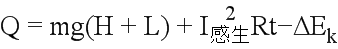 Q = mg(H + L) + I感生²Rt−ΔEk